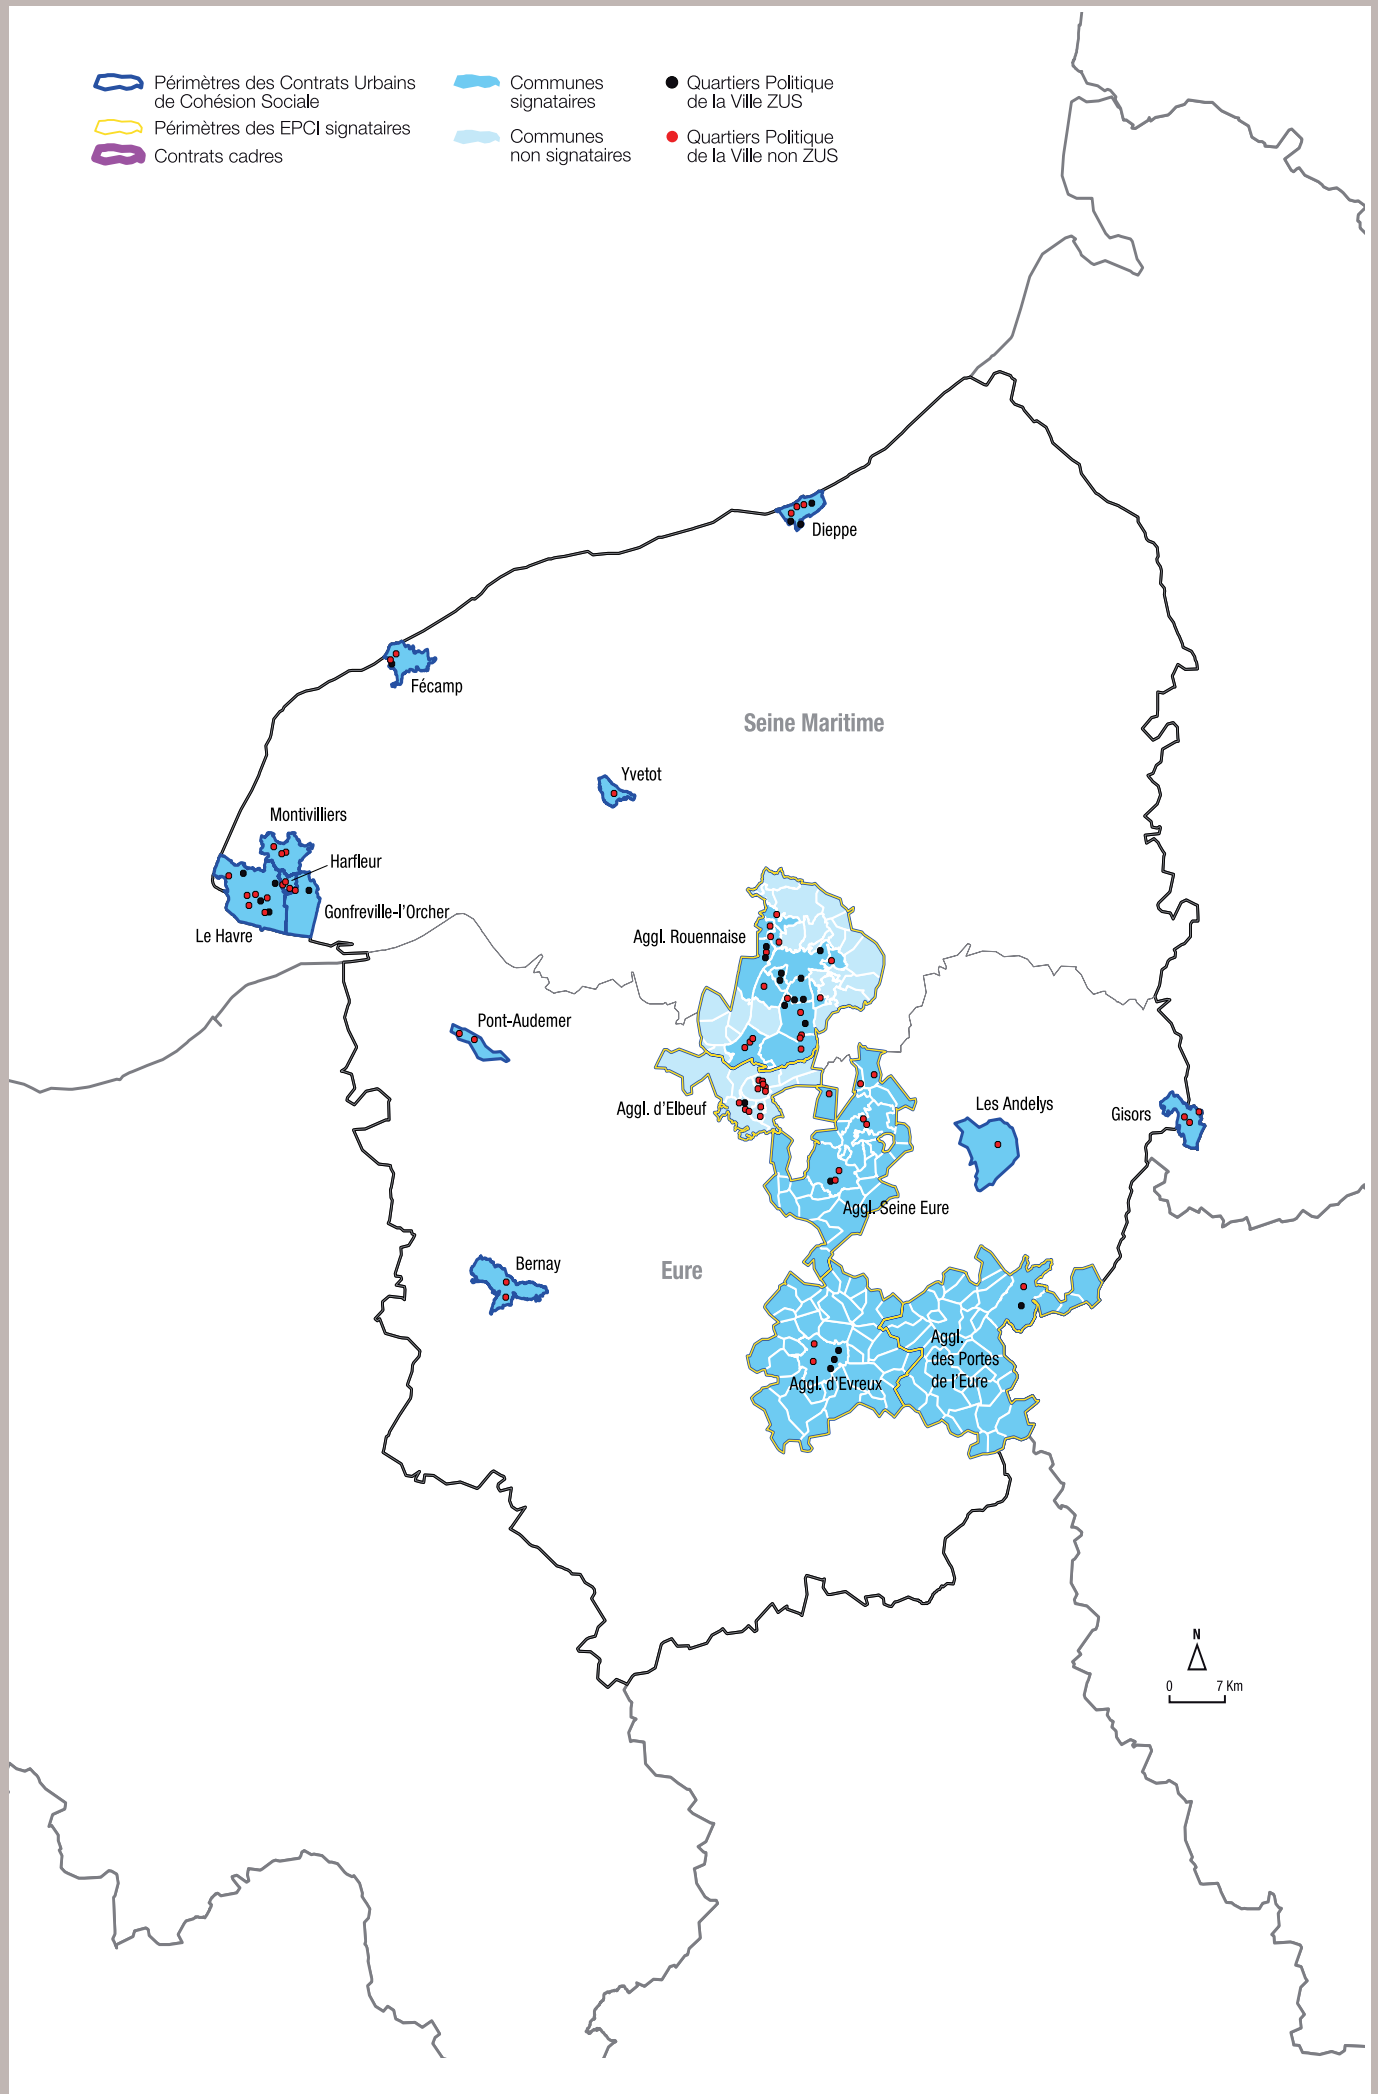 Périmètres des Contrats Urbains
de Cohésion Sociale
Périmètres des EPCI signataires
Contrats cadres
Communes
signataires
Communes
non signataires
Quartiers Politique
de la Ville ZUS
Quartiers Politique
de la Ville non ZUS
Dieppe
Fécamp
Seine Maritime
Yvetot
Montivilliers
Harfleur
Gonfreville-l'Orcher
Le Havre
Aggl. Rouennaise
Pont-Audemer
Aggl. d'Elbeuf
Les Andelys
Gisors
Aggl. Seine Eure
Bernay
Eure
Aggl.
des Portes
de l'Eure
Aggl. d'Evreux
N
0 7 Km